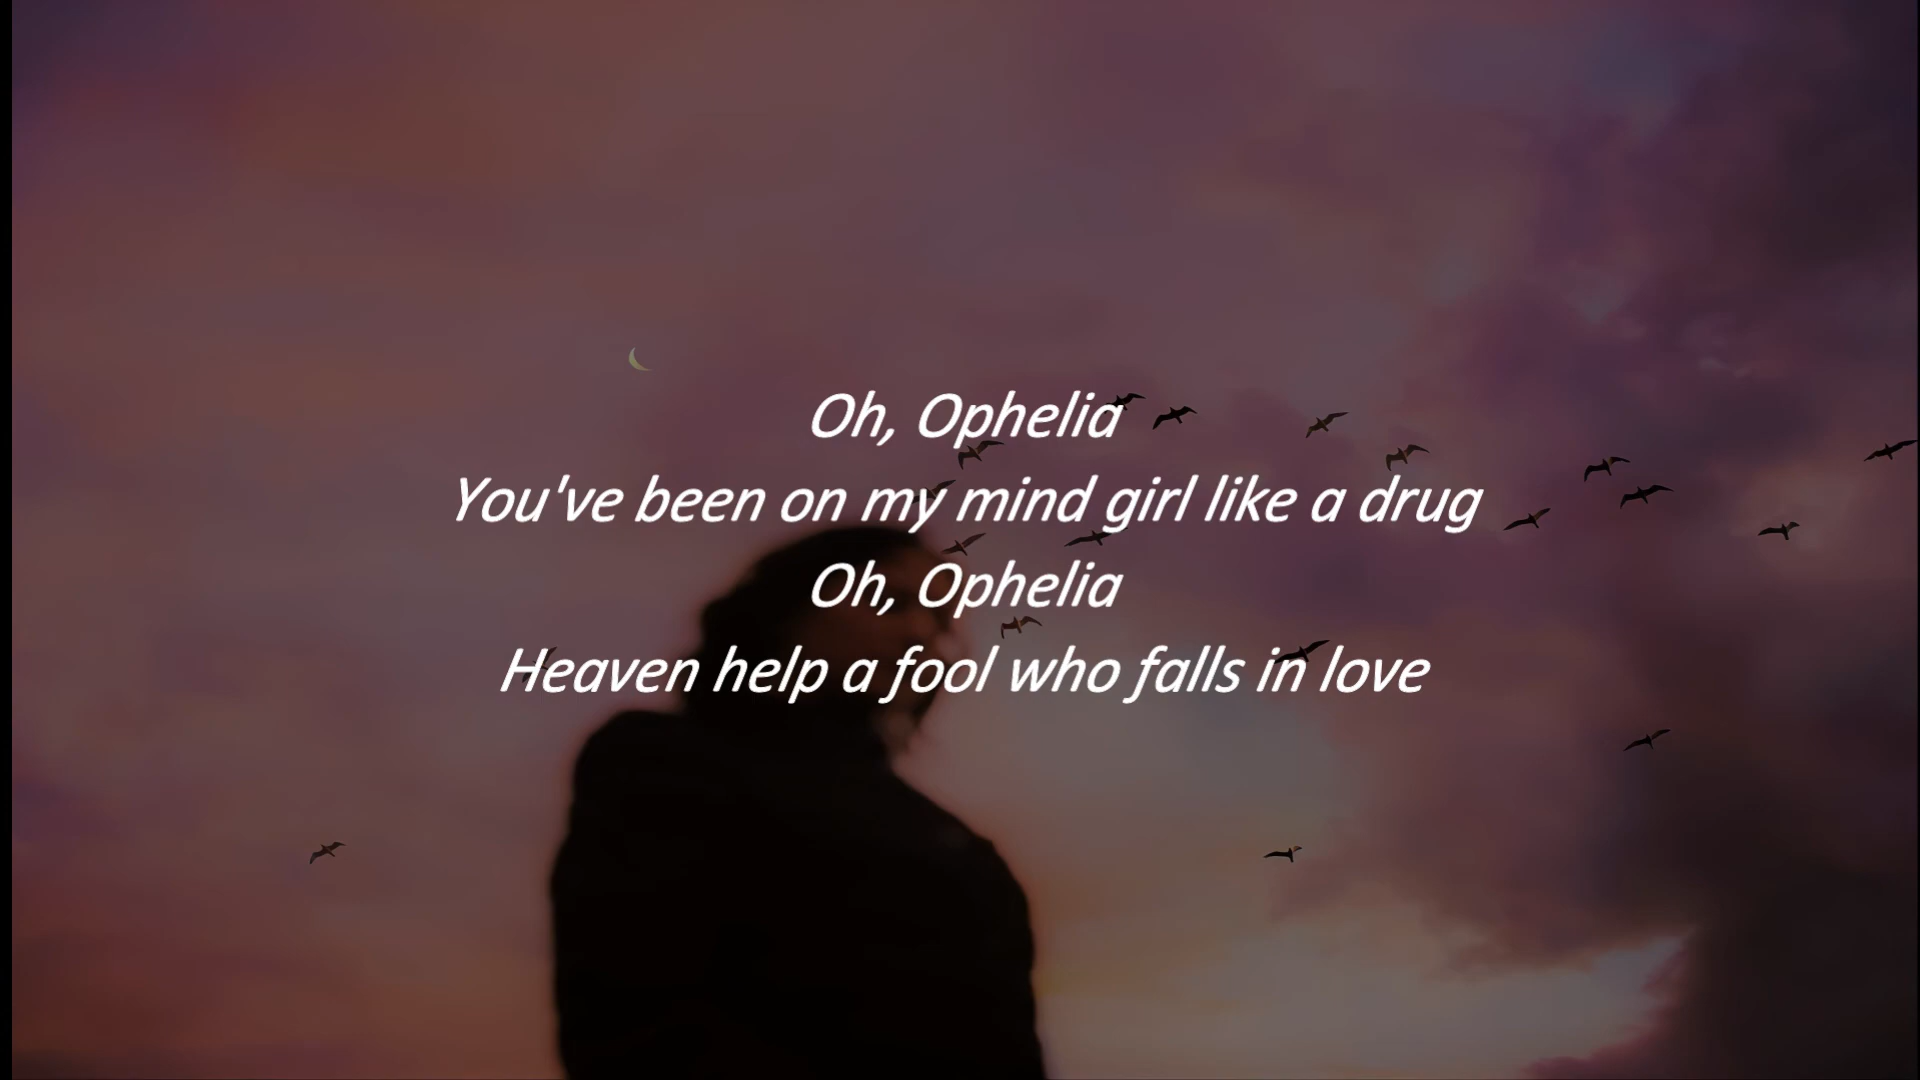 Oh, Ophelia
You've been on my mind girl like a drug
Oh, Ophelia
Heaven help a fool who falls in love